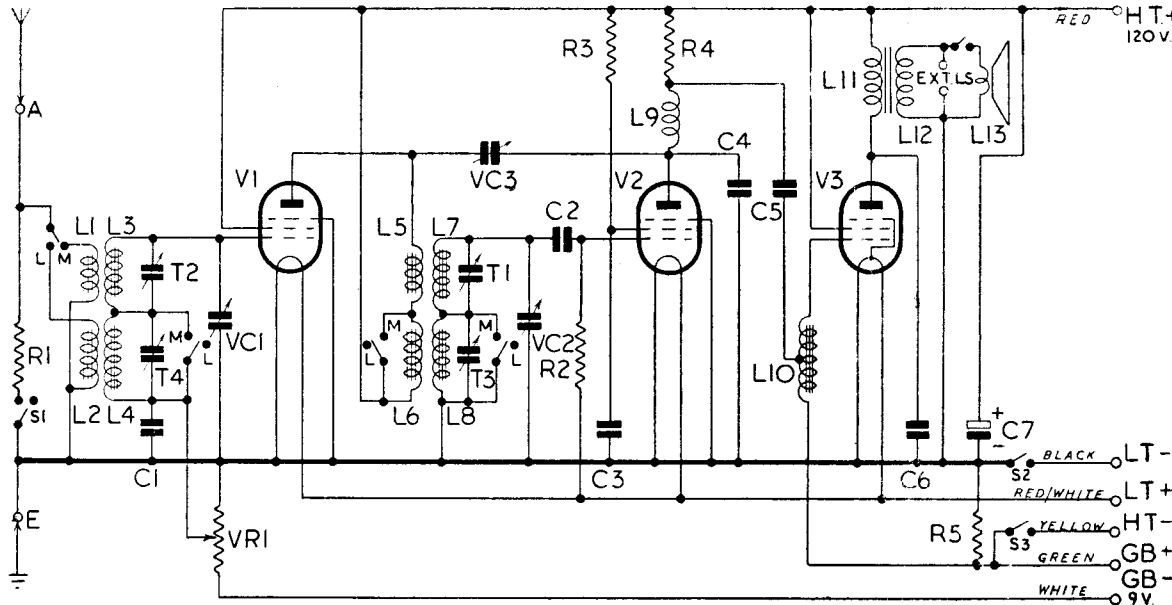 RED HT.+
120 V.
R3 R4
L11 EXT LS
A L9 L12 L13
VC3 C4
V1 V2 V3
C5
L1 L3 L5 L7 C2
L M T2 T1
M M M
R1 L VC1 L L VC2 R2
T4 T3 L10
S1
L2 L4 L6 L8 + C7
-
C1 C3 C6 BLACK LT-
S2
RED/WHITE LT+
E YELLOW HT-
VR1 R5 S3
GREEN GB+
GB-
WHITE 9V.